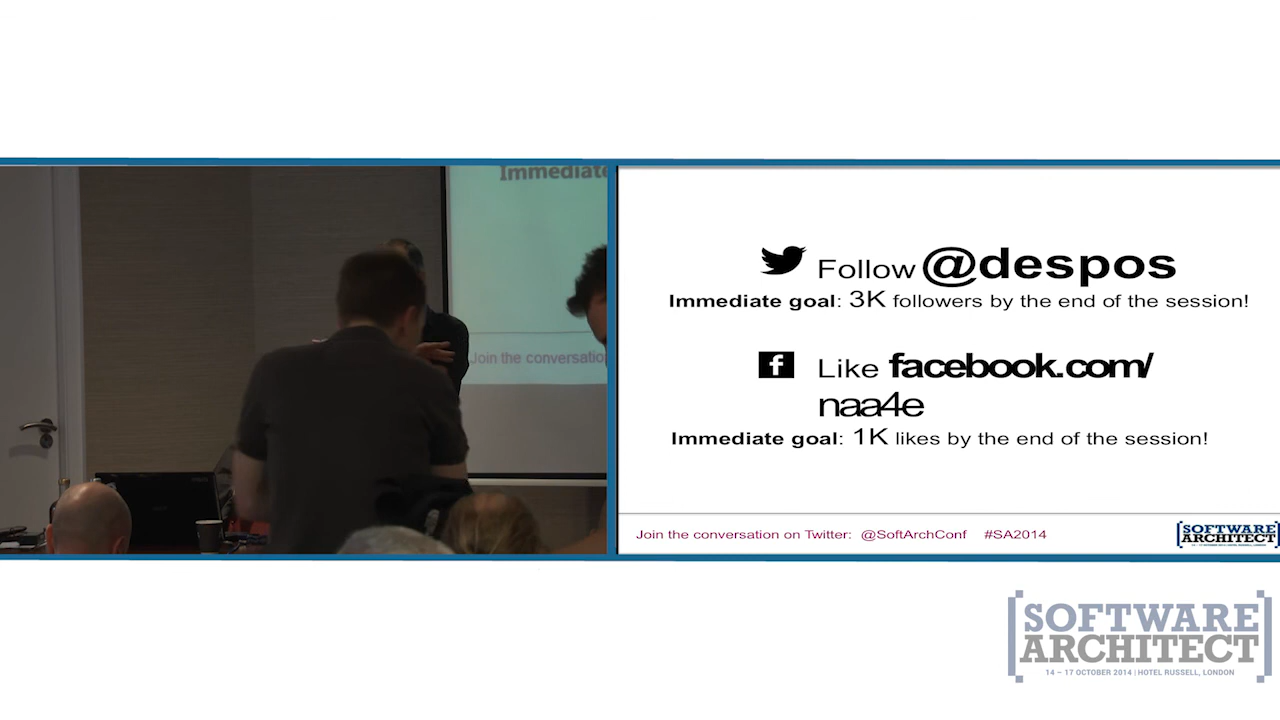 Immediate
Join the conversatio
Follow @despos
Immediate goal: 3K followers by the end of the session!
f
Like facebook.com/
naa4e
Immediate goal: 1K likes by the end of the session!
Join the conversation on Twitter: @SoftArchConf #SA2014
[SOFTWARE
ARCHITECT]
[SOFTWARE
ARCHITECT]
14 – 17 OCTOBER 2014 | HOTEL RUSSELL, LONDON